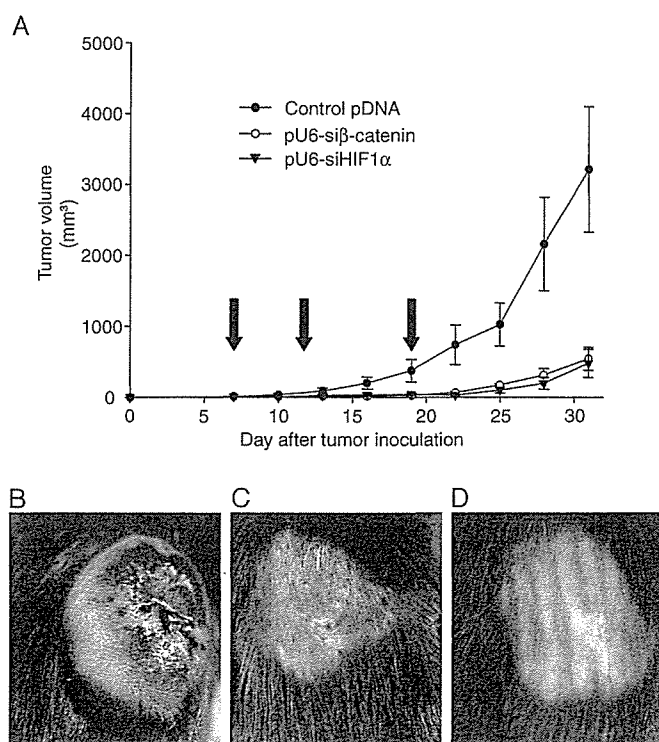 A
5000
4000
3000
2000
1000
0
Tumor volume
(mm³)
Control pDNA
pU6-siβ-catenin
pU6-siHIF1α
0 5 10 15 20 25 30
Day after tumor inoculation
B C D